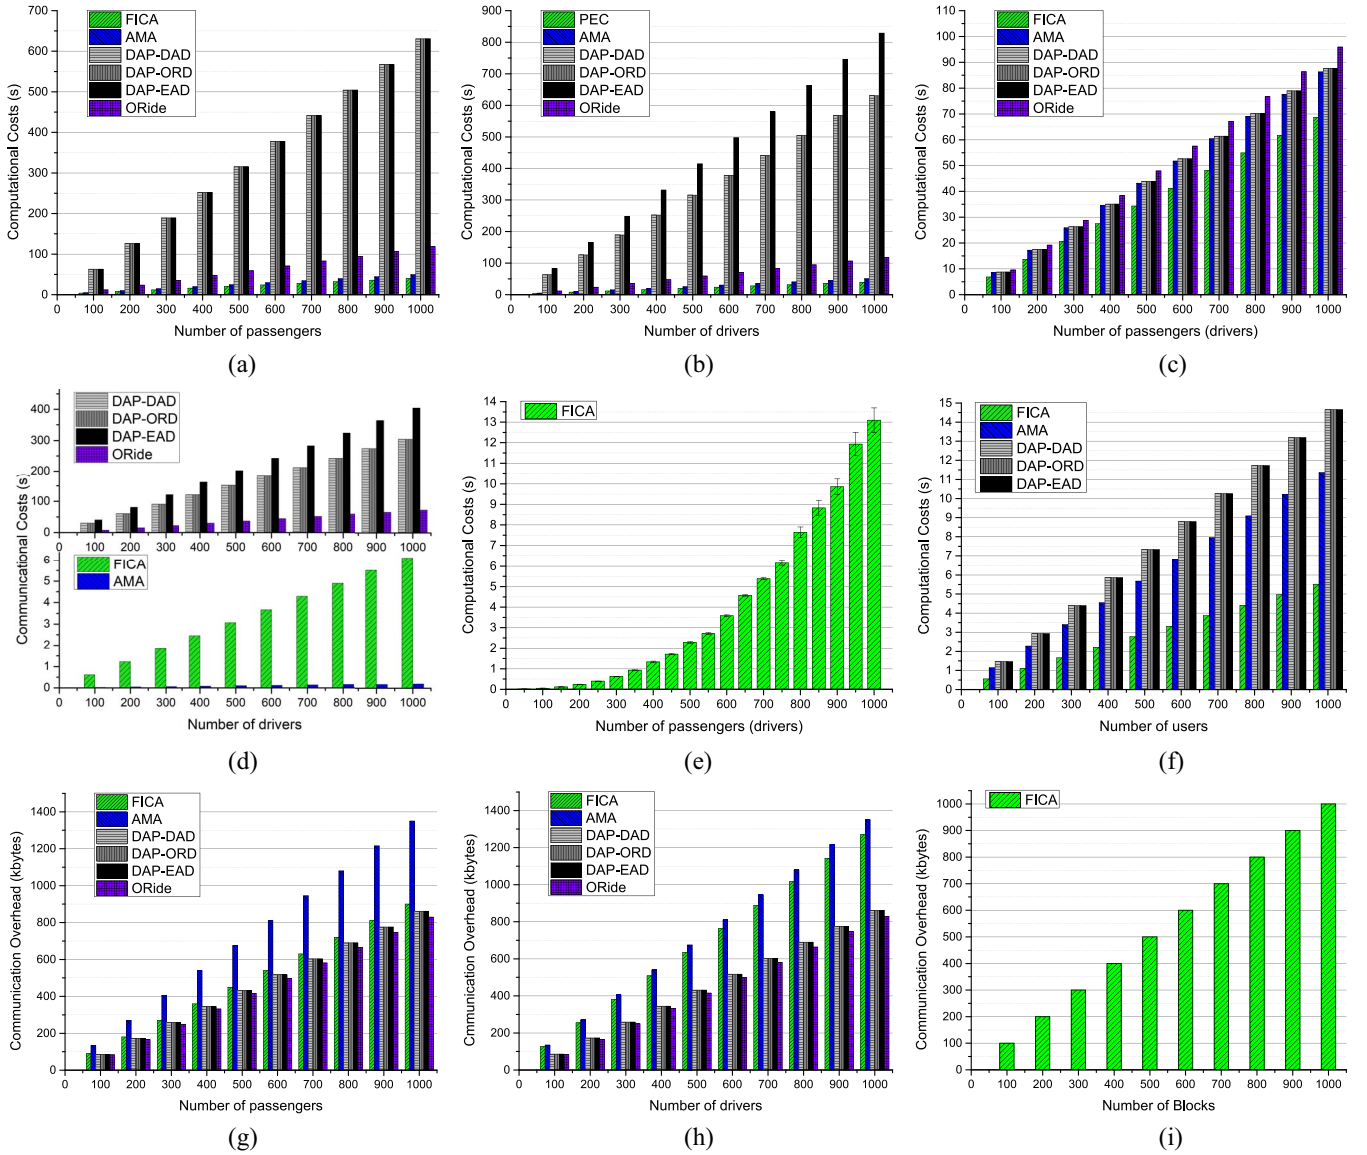 700
600
500
400
300
200
100
0
Computational Costs (s)
FICA
AMA
DAP-DAD
DAP-ORD
DAP-EAD
ORide
0 100 200 300 400 500 600 700 800 900 1000
Number of passengers
(a)
900
800
700
600
500
400
300
200
100
0
Computational Costs (s)
PEC
AMA
DAP-DAD
DAP-ORD
DAP-EAD
ORide
0 100 200 300 400 500 600 700 800 900 1000
Number of drivers
(b)
110
100
90
80
70
60
50
40
30
20
10
0
Computational Costs (s)
FICA
AMA
DAP-DAD
DAP-ORD
DAP-EAD
ORide
0 100 200 300 400 500 600 700 800 900 1000
Number of passengers (drivers)
(c)
400
300
200
100
0
DAP-DAD
DAP-ORD
DAP-EAD
ORide
0 100 200 300 400 500 600 700 800 900 1000
Communicational Costs (s)
6
5
4
3
2
1
0
FICA
AMA
0 100 200 300 400 500 600 700 800 900 1000
Number of drivers
(d)
14
13
12
11
10
9
8
7
6
5
4
3
2
1
0
Computational Costs (s)
FICA
0 100 200 300 400 500 600 700 800 900 1000
Number of passengers (drivers)
(e)
15
14
13
12
11
10
9
8
7
6
5
4
3
2
1
0
Computational Costs (s)
FICA
AMA
DAP-DAD
DAP-ORD
DAP-EAD
0 100 200 300 400 500 600 700 800 900 1000
Number of users
(f)
1400
1200
1000
800
600
400
200
0
Communication Overhead (kbytes)
FICA
AMA
DAP-DAD
DAP-ORD
DAP-EAD
ORide
0 100 200 300 400 500 600 700 800 900 1000
Number of passengers
(g)
1400
1200
1000
800
600
400
200
0
Communication Overhead (kbytes)
FICA
AMA
DAP-DAD
DAP-ORD
DAP-EAD
ORide
0 100 200 300 400 500 600 700 800 900 1000
Number of drivers
(h)
1000
900
800
700
600
500
400
300
200
100
0
Communication Overhead (kbytes)
FICA
0 100 200 300 400 500 600 700 800 900 1000
Number of Blocks
(i)